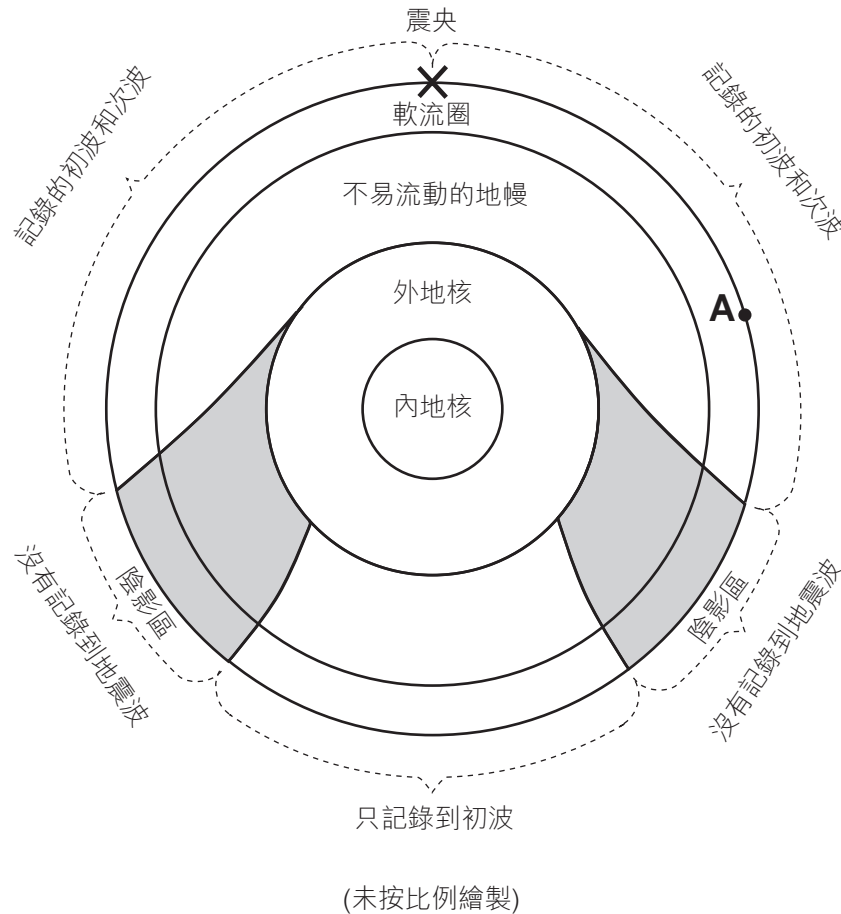 震央
記錄的初波和次波
記錄的初波和次波
軟流圈
不易流動的地幔
外地核
A
內地核
陰影區
陰影區
沒有記錄到地震波
沒有記錄到地震波
只記錄到初波
(未按比例繪製)